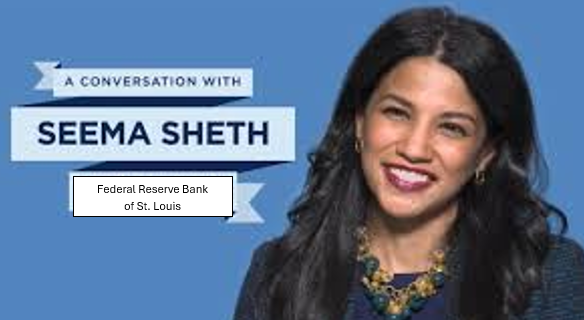 A CONVERSATION WITH
SEEMA SHETH
Federal Reserve Bank
of St. Louis